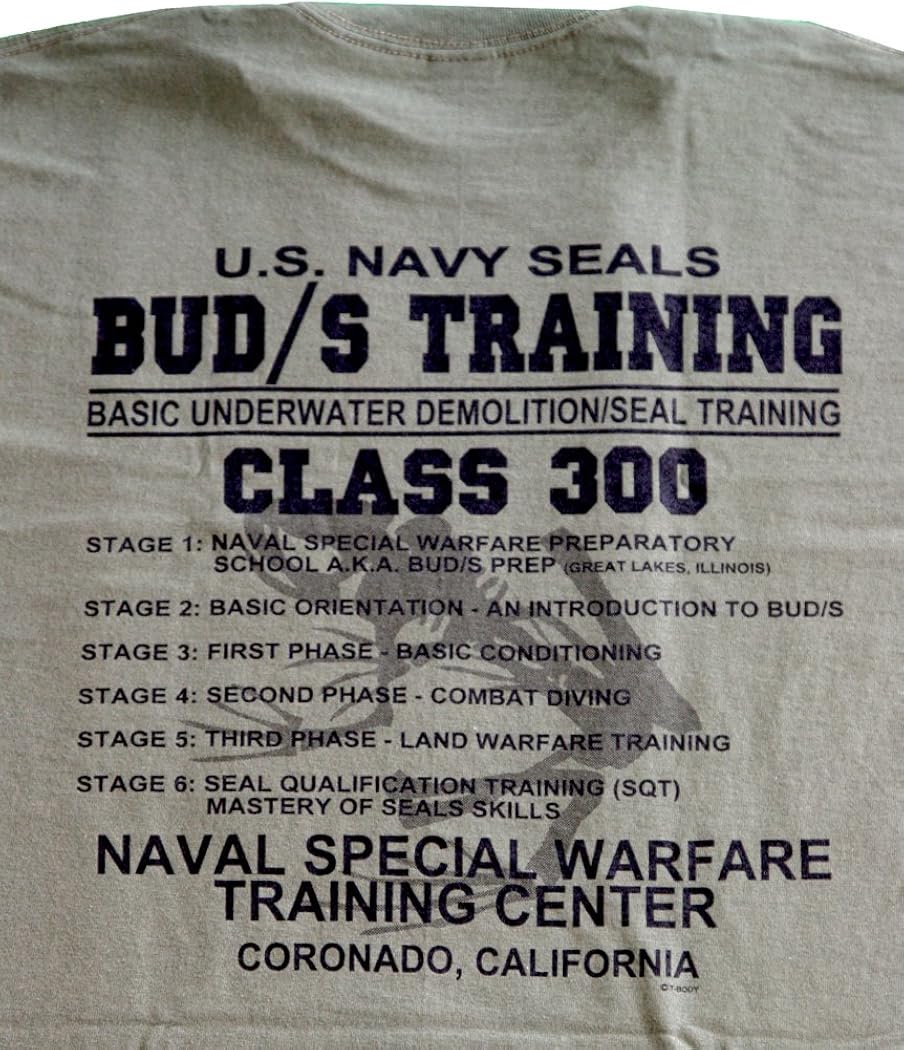 U.S. NAVY SEALS
BUD/S TRAINING
BASIC UNDERWATER DEMOLITION/SEAL TRAINING
CLASS 300
STAGE 1: NAVAL SPECIAL WARFARE PREPARATORY
SCHOOL A.K.A. BUD/S PREP (GREAT LAKES, ILLINOIS)
STAGE 2: BASIC ORIENTATION - AN INTRODUCTION TO BUD/S
STAGE 3: FIRST PHASE - BASIC CONDITIONING
STAGE 4: SECOND PHASE - COMBAT DIVING
STAGE 5: THIRD PHASE - LAND WARFARE TRAINING
STAGE 6: SEAL QUALIFICATION TRAINING (SQT)
MASTERY OF SEALS SKILLS
NAVAL SPECIAL WARFARE
TRAINING CENTER
CORONADO, CALIFORNIA
©T-BODY